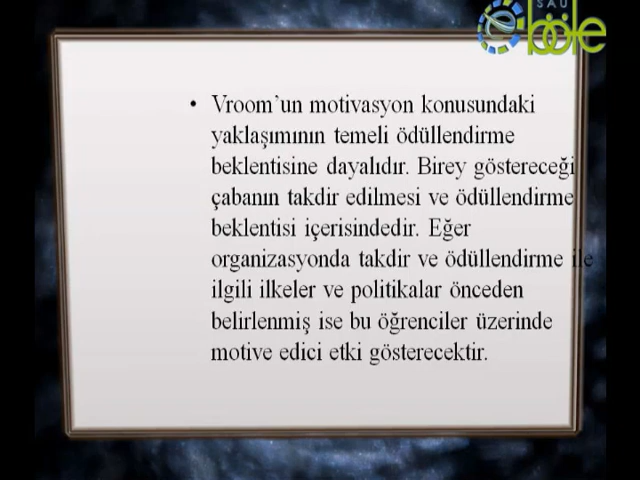 SAU
e-böte
• Vroom'un motivasyon konusundaki
yaklaşımının temeli ödüllendirme
beklentisine dayalıdır. Birey göstereceği
çabanın takdir edilmesi ve ödüllendirme
beklentisi içerisindedir. Eğer
organizasyonda takdir ve ödüllendirme ile
ilgili ilkeler ve politikalar önceden
belirlenmiş ise bu öğrenciler üzerinde
motive edici etki gösterecektir.